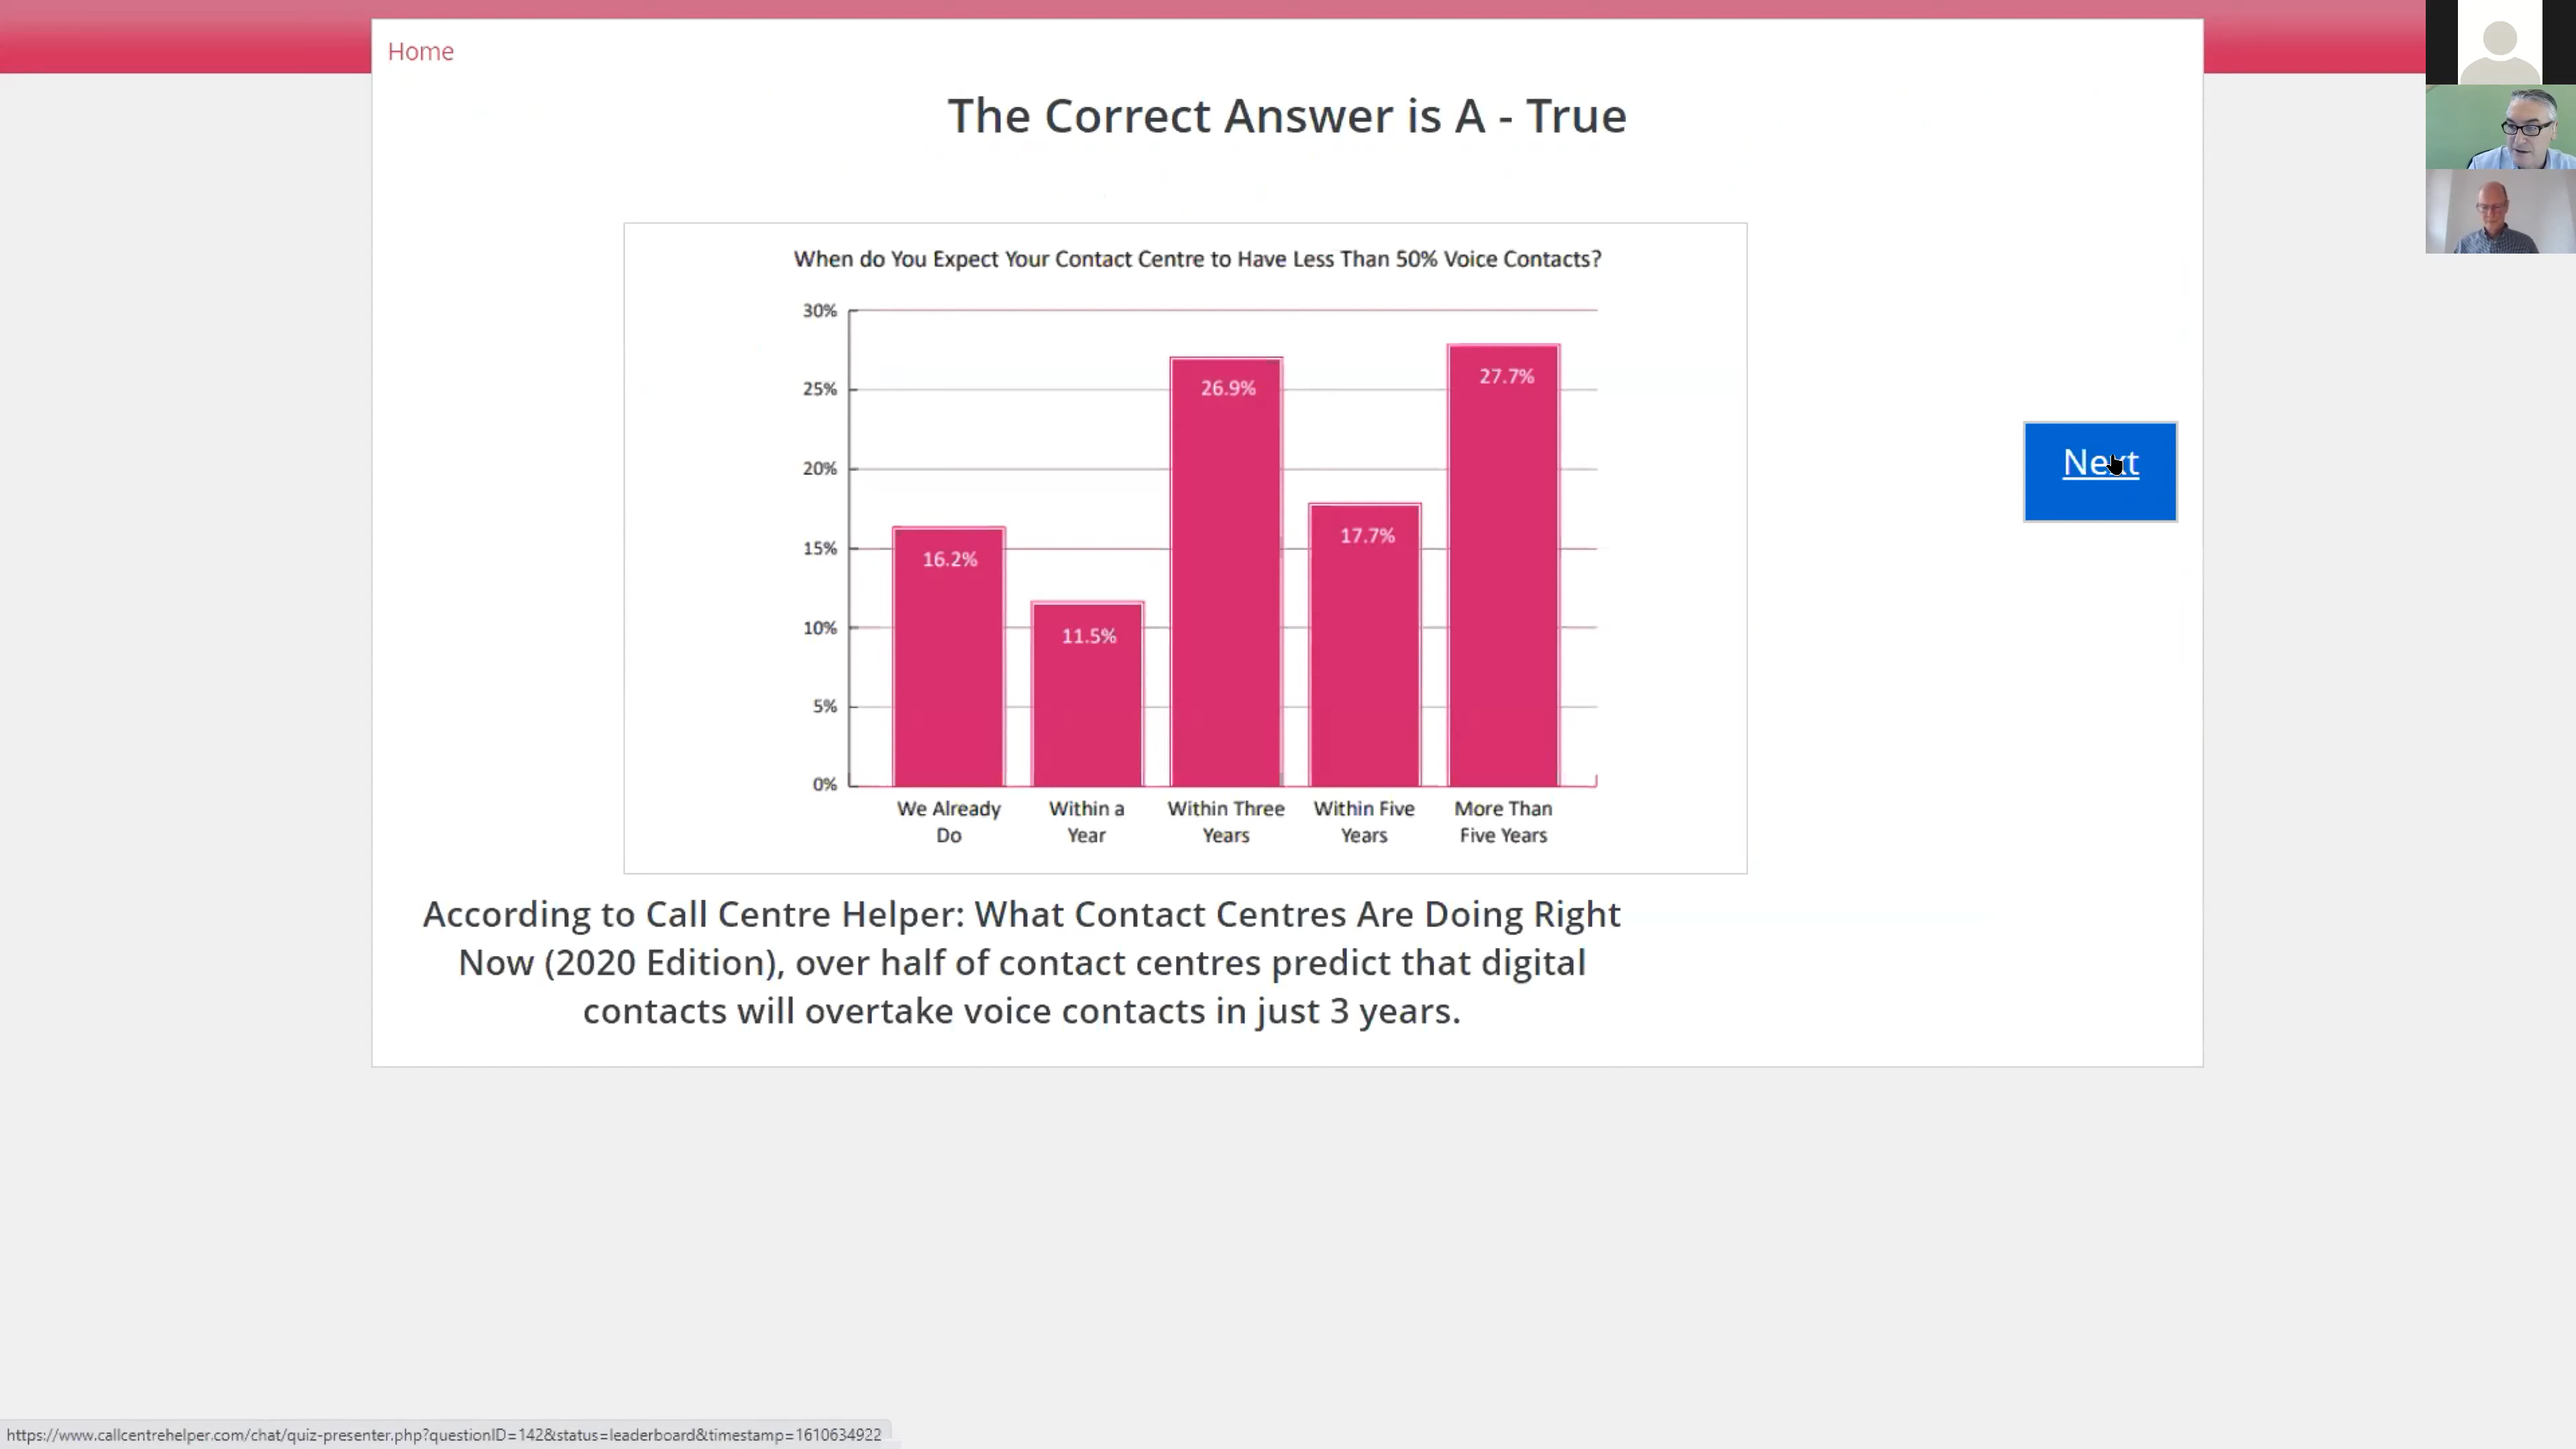 Home
The Correct Answer is A - True
When do You Expect Your Contact Centre to Have Less Than 50% Voice Contacts?
30%
25%
20%
15%
10%
5%
0%
16.2%
11.5%
26.9%
17.7%
27.7%
We Already
Do
Within a
Year
Within Three
Years
Within Five
Years
More Than
Five Years
Next
According to Call Centre Helper: What Contact Centres Are Doing Right
Now (2020 Edition), over half of contact centres predict that digital
contacts will overtake voice contacts in just 3 years.
https://www.callcentrehelper.com/chat/quiz-presenter.php?questionID=142&status=leaderboard&timestamp=1610634922